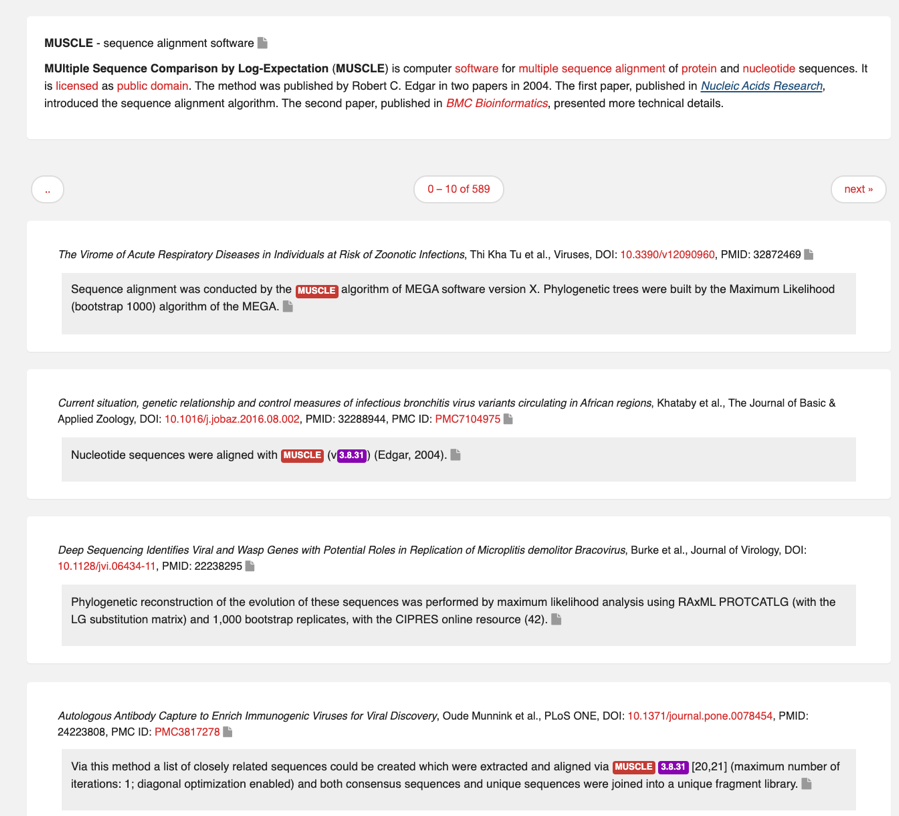 MUSCLE - sequence alignment software
MUltiple Sequence Comparison by Log-Expectation (MUSCLE) is computer software for multiple sequence alignment of protein and nucleotide sequences. It
is licensed as public domain. The method was published by Robert C. Edgar in two papers in 2004. The first paper, published in Nucleic Acids Research,
introduced the sequence alignment algorithm. The second paper, published in BMC Bioinformatics, presented more technical details.
..
0 – 10 of 589
next »
The Virome of Acute Respiratory Diseases in Individuals at Risk of Zoonotic Infections, Thi Kha Tu et al., Viruses, DOI: 10.3390/v12090960, PMID: 32872469
Sequence alignment was conducted by the MUSCLE algorithm of MEGA software version X. Phylogenetic trees were built by the Maximum Likelihood
(bootstrap 1000) algorithm of the MEGA.
Current situation, genetic relationship and control measures of infectious bronchitis virus variants circulating in African regions, Khataby et al., The Journal of Basic &
Applied Zoology, DOI: 10.1016/j.jobaz.2016.08.002, PMID: 32288944, PMC ID: PMC7104975
Nucleotide sequences were aligned with MUSCLE (v3.8.31) (Edgar, 2004).
Deep Sequencing Identifies Viral and Wasp Genes with Potential Roles in Replication of Microplitis demolitor Bracovirus, Burke et al., Journal of Virology, DOI:
10.1128/jvi.06434-11, PMID: 22238295
Phylogenetic reconstruction of the evolution of these sequences was performed by maximum likelihood analysis using RAxML PROTCATLG (with the
LG substitution matrix) and 1,000 bootstrap replicates, with the CIPRES online resource (42).
Autologous Antibody Capture to Enrich Immunogenic Viruses for Viral Discovery, Oude Munnink et al., PLoS ONE, DOI: 10.1371/journal.pone.0078454, PMID:
24223808, PMC ID: PMC3817278
Via this method a list of closely related sequences could be created which were extracted and aligned via MUSCLE 3.8.31 [20,21] (maximum number of
iterations: 1; diagonal optimization enabled) and both consensus sequences and unique sequences were joined into a unique fragment library.